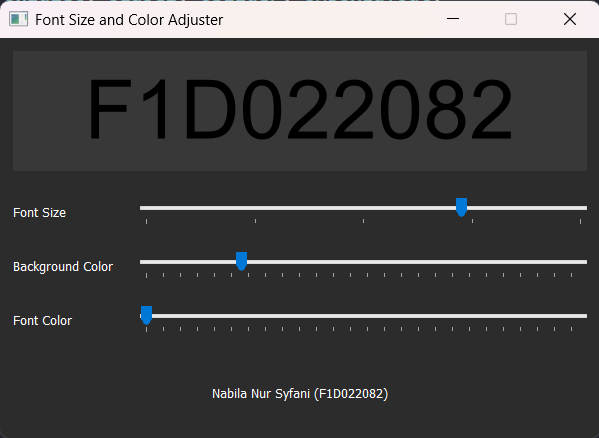 Font Size and Color Adjuster
F1D022082
Font Size
Background Color
Font Color
Nabila Nur Syfani (F1D022082)